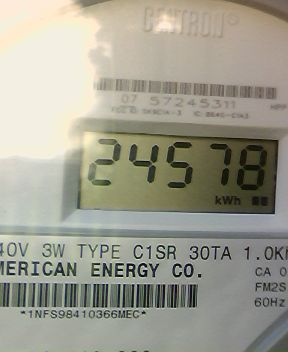 CENTRON®
07 57245311
24578
kWh
40V 3W TYPE C1SR 30TA 1.0K
MERICAN ENERGY CO.
CA 0
FM2S
60Hz
*1NFS98410366MEC*